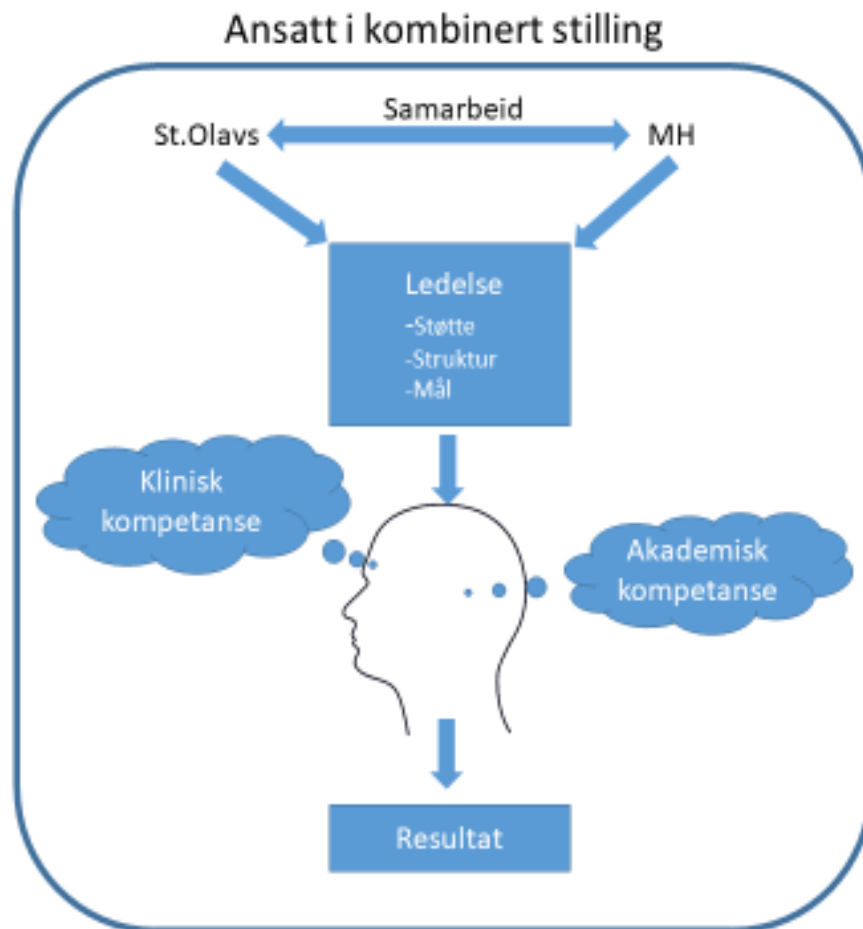 Ansatt i kombinert stilling
Samarbeid
St.Olavs
MH
Ledelse
-Støtte
-Struktur
-Mål
Klinisk
kompetanse
Akademisk
kompetanse
Resultat